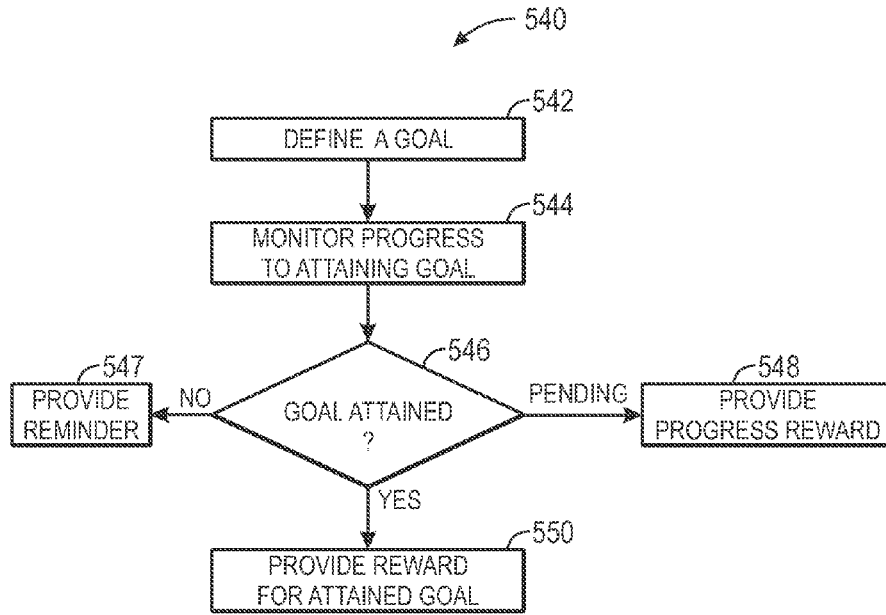 540
542
DEFINE A GOAL
544
MONITOR PROGRESS
TO ATTAINING GOAL
546
GOAL ATTAINED
?
547
NO
PROVIDE
REMINDER
PENDING
548
PROVIDE
PROGRESS REWARD
YES
550
PROVIDE REWARD
FOR ATTAINED GOAL